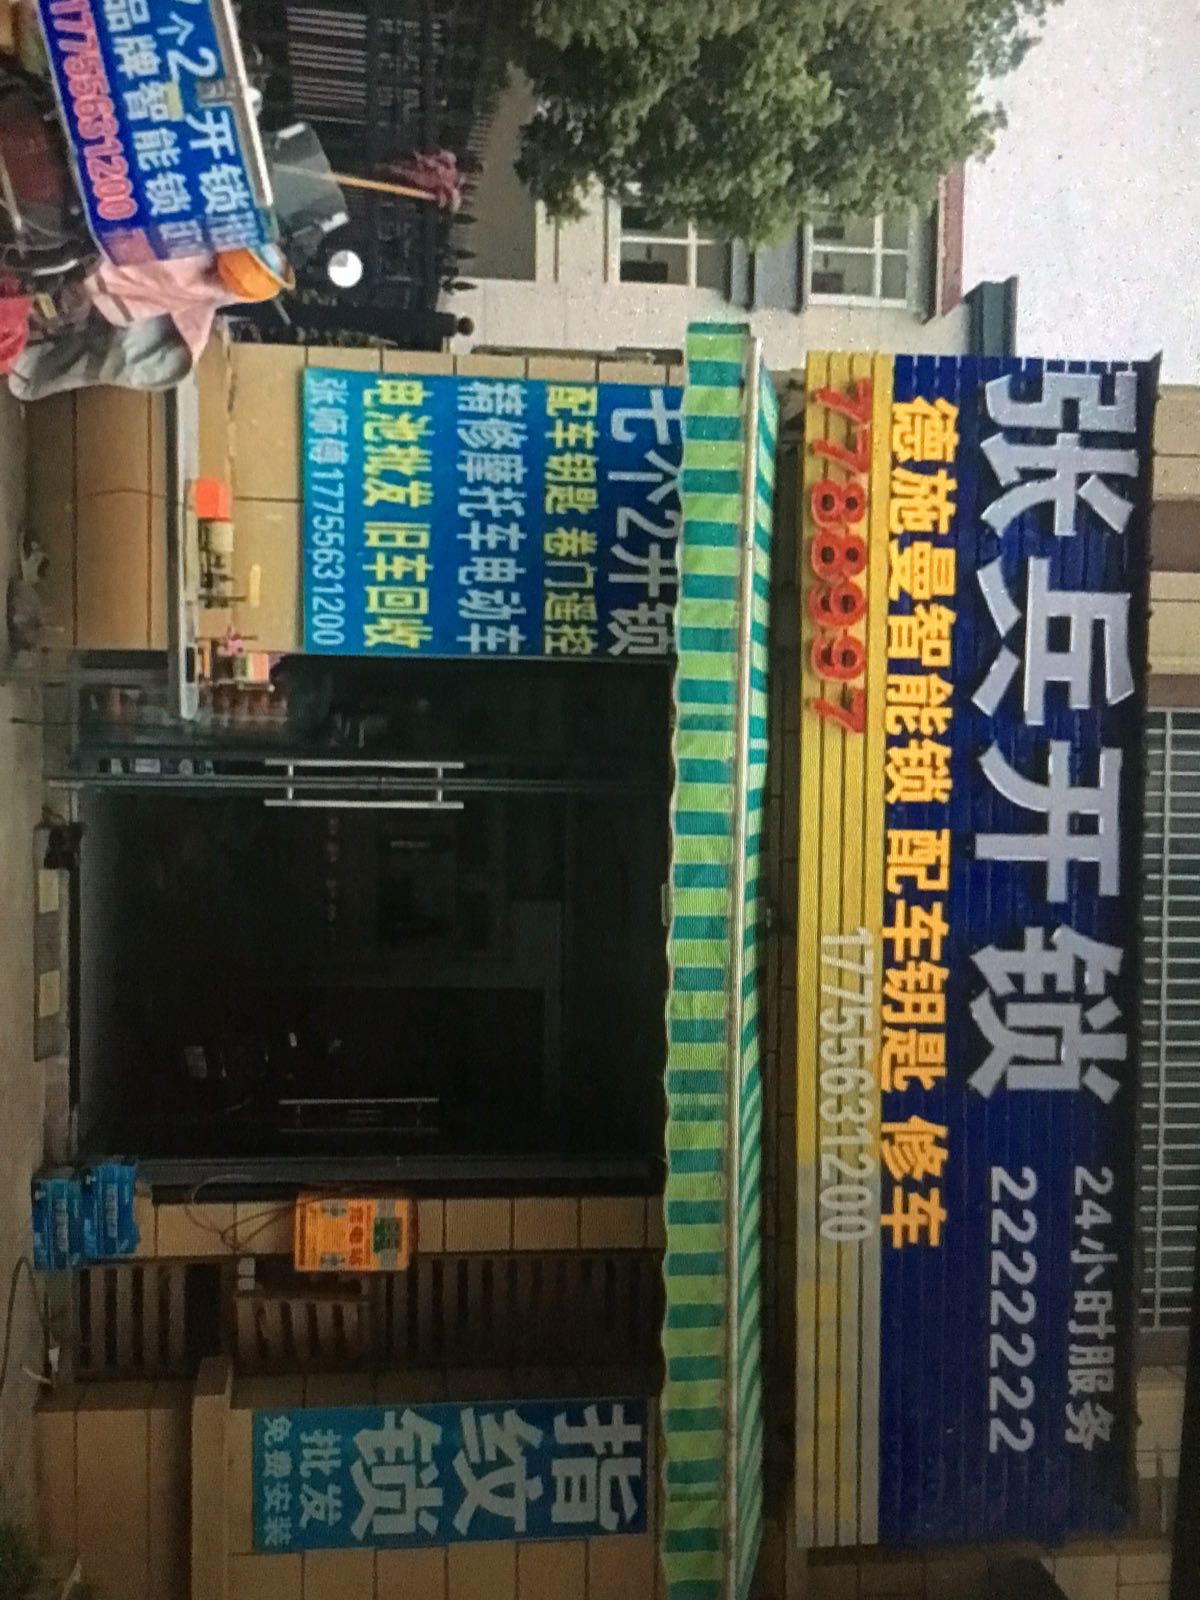 张兵开锁
24小时服务
2222222
德施曼智能锁 配车钥匙 修车
7788997
17755631200
七个2开锁
配车钥匙 卷门遥控
精修摩托车电动车
电池批发 旧车回收
张师傅17755631200
个2开锁
品牌智能锁
17755631200
指纹
锁
批发
免费安装